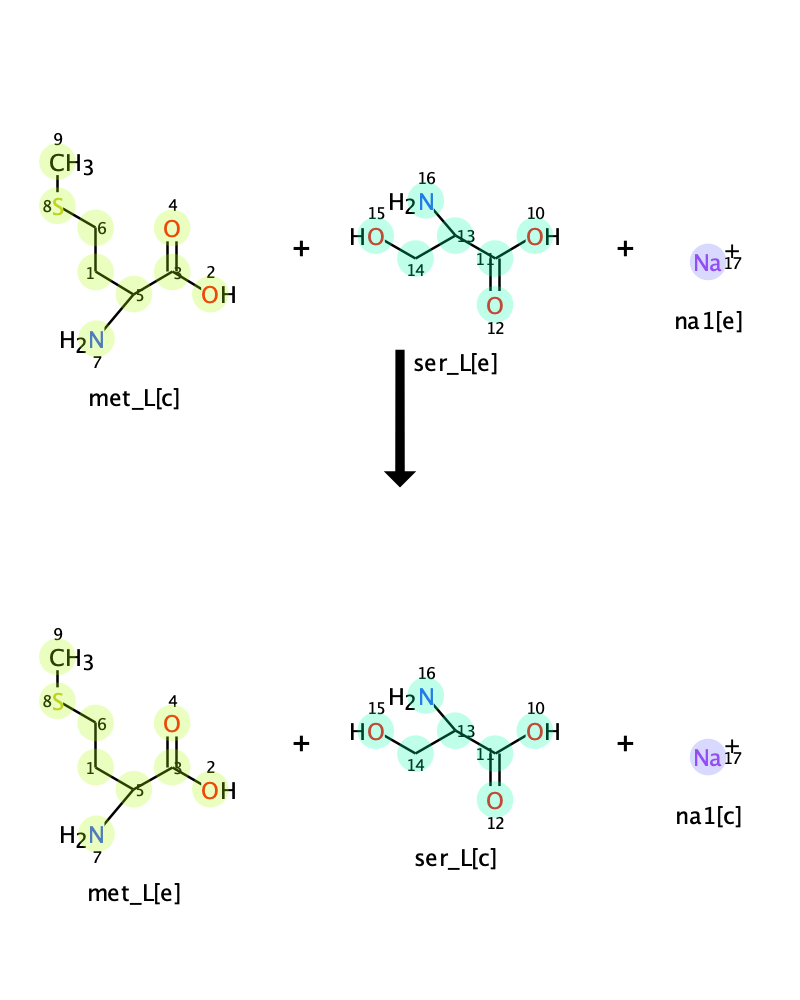 9
CH3
8 S
6
4
O
1
3
2
OH
5
H2N
7
met_L[c]
+
16
H2N
15
HO
13
10
OH
11
14
O
12
ser_L[e]
+
Na+
17
na1[e]
9
CH3
8 S
6
4
O
1
3
2
OH
5
H2N
7
met_L[e]
+
16
H2N
15
HO
13
10
OH
11
14
O
12
ser_L[c]
+
Na+
17
na1[c]